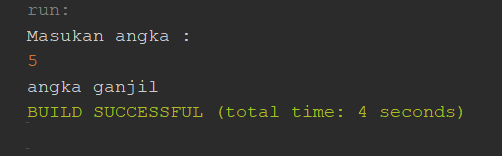 run:
Masukan angka :
5
angka ganjil
BUILD SUCCESSFUL (total time: 4 seconds)